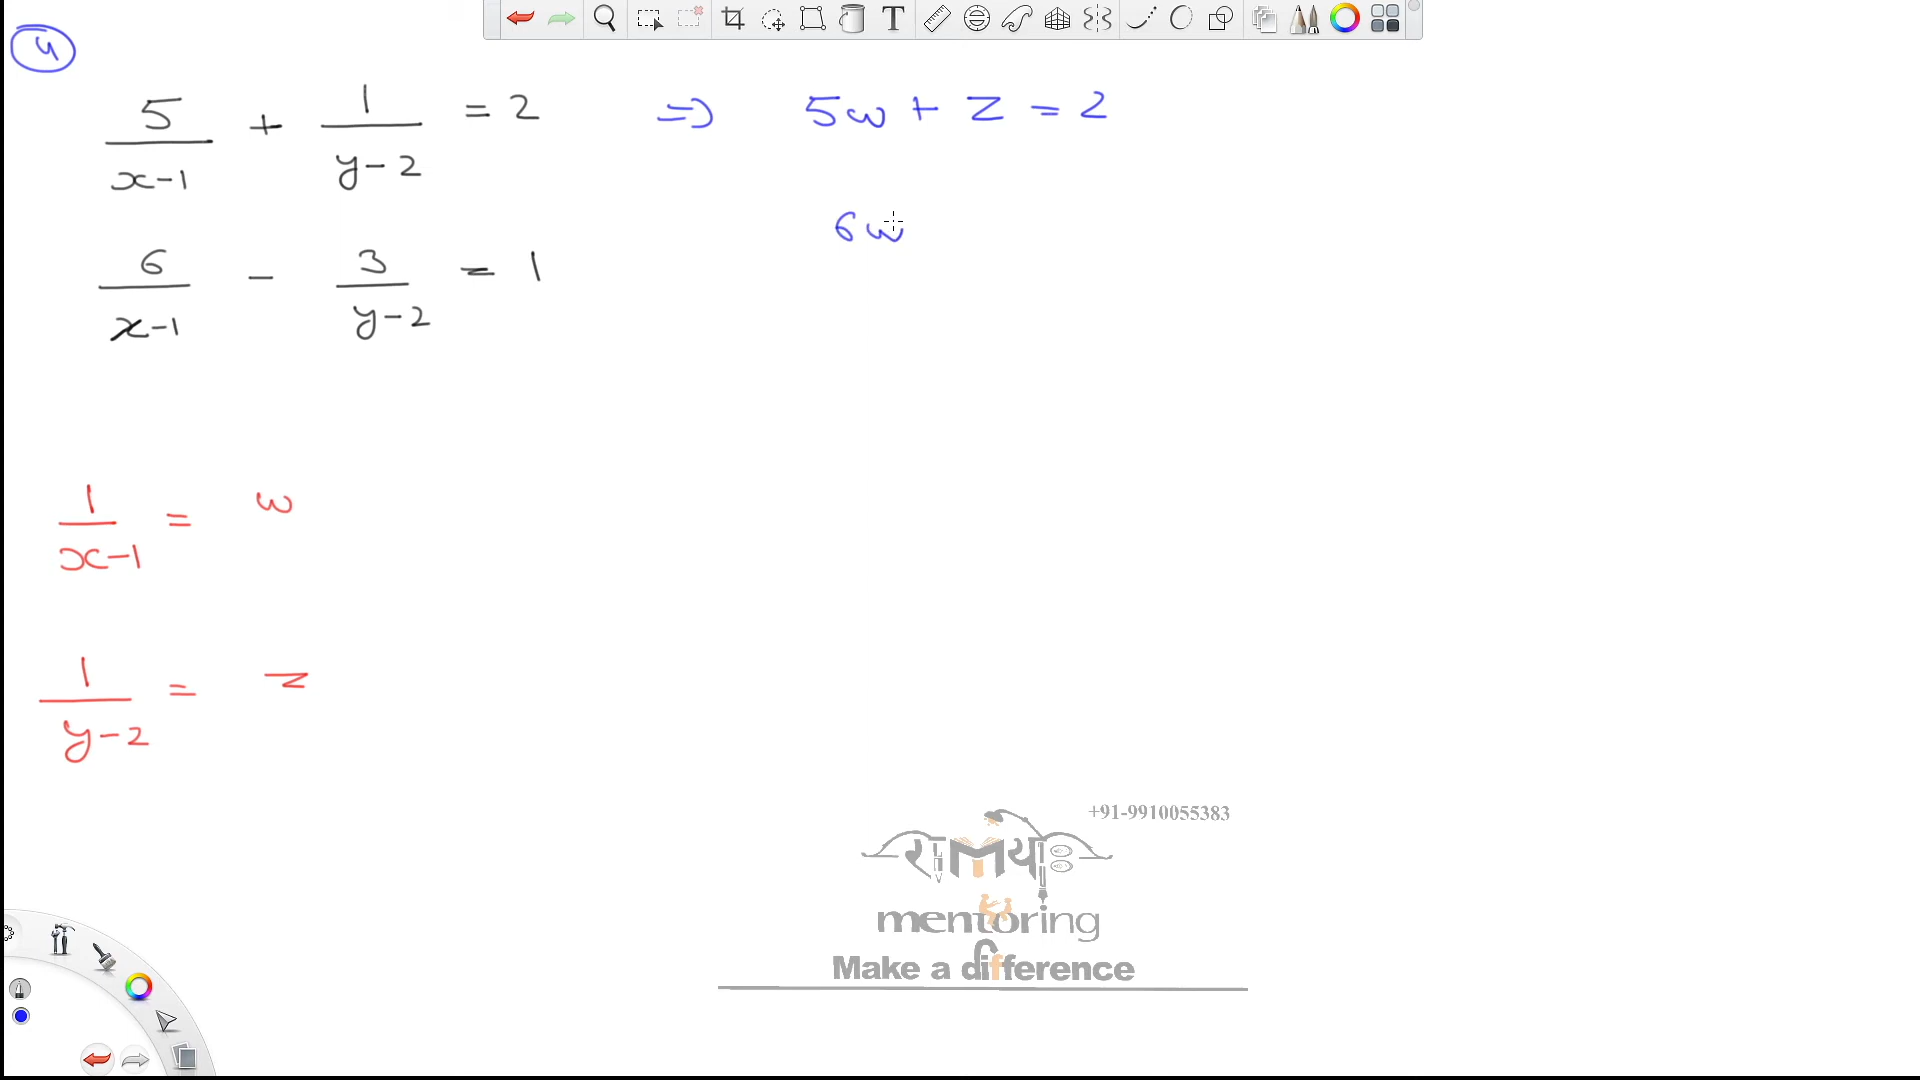 4
5/(x-1) + 1/(y-2) = 2 => 5w + z = 2
6w
6/(x-1) - 3/(y-2) = 1
1/(x-1) = w
1/(y-2) = z
+91-9910055383
mentoring
Make a difference